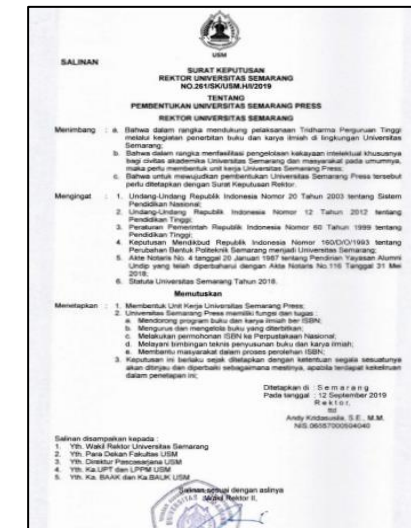 USM
SALINAN
SURAT KEPUTUSAN
REKTOR UNIVERSITAS SEMARANG
NO.261/SK/USM.H/I/2019
TENTANG
PEMBENTUKAN UNIVERSITAS SEMARANG PRESS
REKTOR UNIVERSITAS SEMARANG
Menimbang : a. Bahwa dalam rangka mendukung pelaksanaan Tridharma Perguruan Tinggi
melalui kegiatan penerbitan buku dan karya ilmiah di lingkungan Universitas
Semarang;
b. Bahwa dalam rangka memfasilitasi pengelolaan kekayaan intelektual khususnya
bagi civitas akademika Universitas Semarang dan masyarakat pada umumnya,
maka perlu membentuk unit kerja Universitas Semarang Press;
c. Bahwa untuk mewujudkan pembentukan Universitas Semarang Press tersebut
perlu ditetapkan dengan Surat Keputusan Rektor.
Mengingat : 1. Undang-Undang Republik Indonesia Nomor 20 Tahun 2003 tentang Sistem
Pendidikan Nasional;
2. Undang-Undang Republik Indonesia Nomor 12 Tahun 2012 tentang
Pendidikan Tinggi;
3. Peraturan Pemerintah Republik Indonesia Nomor 60 Tahun 1999 tentang
Pendidikan Tinggi;
4. Keputusan Mendikbud Republik Indonesia Nomor 160/D/O/1993 tentang
Perubahan Bentuk Politeknik Semarang menjadi Universitas Semarang;
5. Akte Notaris No. 4 tanggal 20 Januari 1987 tentang Pendirian Yayasan Alumni
Undip yang telah diperbaharui dengan Akta Notaris No.116 Tanggal 31 Mei
2018;
6. Statuta Universitas Semarang Tahun 2018.
Memutuskan
Menetapkan : 1. Membentuk Unit Kerja Universitas Semarang Press;
2. Universitas Semarang Press memiliki fungsi dan tugas :
a. Mendorong program buku dan karya ilmiah ber ISBN;
b. Mengurus dan mengelola buku yang diterbitkan;
c. Melakukan permohonan ISBN ke Perpustakaan Nasional;
d. Melayani bimbingan teknis penyusunan buku dan karya ilmiah;
e. Membantu masyarakat dalam proses perolehan ISBN;
3. Keputusan ini berlaku sejak ditetapkan dengan ketentuan segala sesuatunya
akan ditinjau dan diperbaiki sebagaimana mestinya, apabila terdapat kekeliruan
dalam penetapan ini;
Ditetapkan di : S e m a r a n g
Pada tanggal : 12 September 2019
R e k t o r,
ttd
Andy Kridasusila, S.E., M.M.
NIS.06557000504040
Salinan disampaikan kepada :
1. Yth. Wakil Rektor Universitas Semarang
2. Yth. Para Dekan Fakultas USM
3. Yth. Direktur Pascasarjana USM
4. Yth. Ka.UPT dan LPPM USM
5. Yth. Ka. BAAK dan Ka.BAUK USM
Salinan sesuai dengan aslinya
Wakil Rektor II,